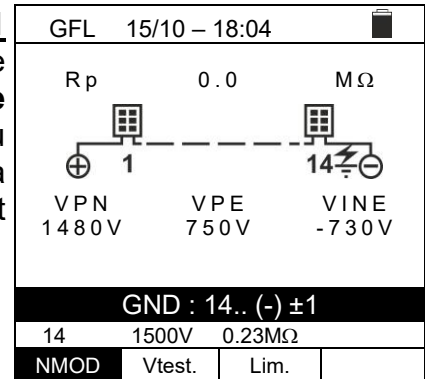 GFL 15/10 – 18:04
Rp 0.0 MΩ
1 14
VPN VPE VINE
1480V 750V -730V
GND : 14.. (-) ±1
14 1500V 0.23MΩ
NMOD Vtest. Lim.